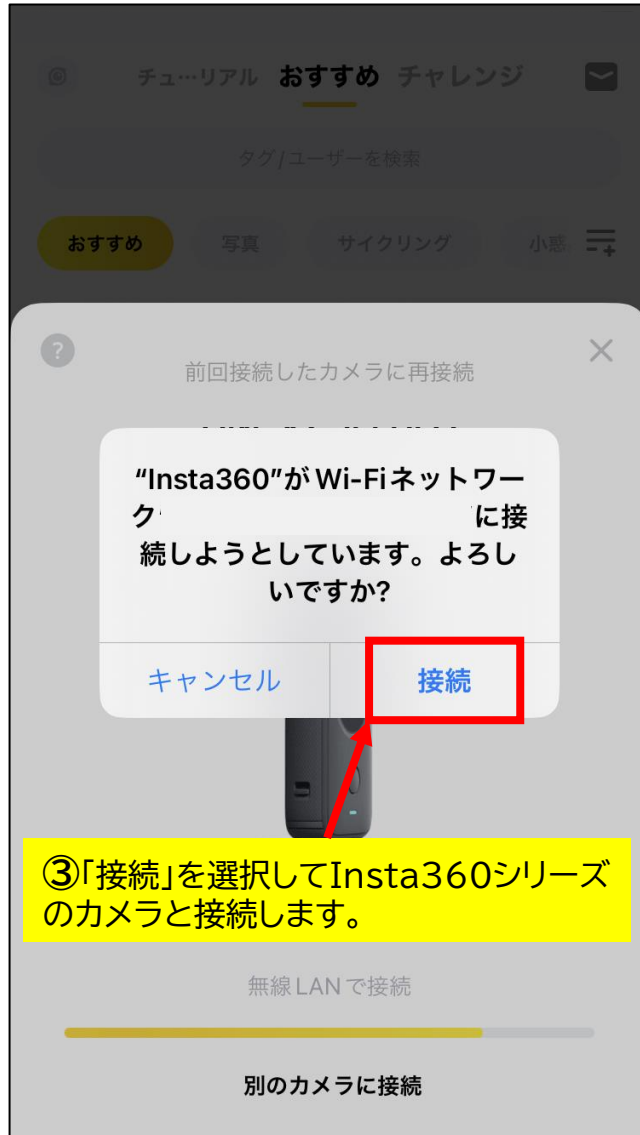 チュ…リアル おすすめ チャレンジ
タグ/ユーザーを検索
おすすめ 写真 サイクリング 小惑
前回接続したカメラに再接続
“Insta360”がWi-Fiネットワー
ク に接
続しようとしています。よろし
いですか?
キャンセル 接続
③「接続」を選択してInsta360シリーズ
のカメラと接続します。
無線LANで接続
別のカメラに接続